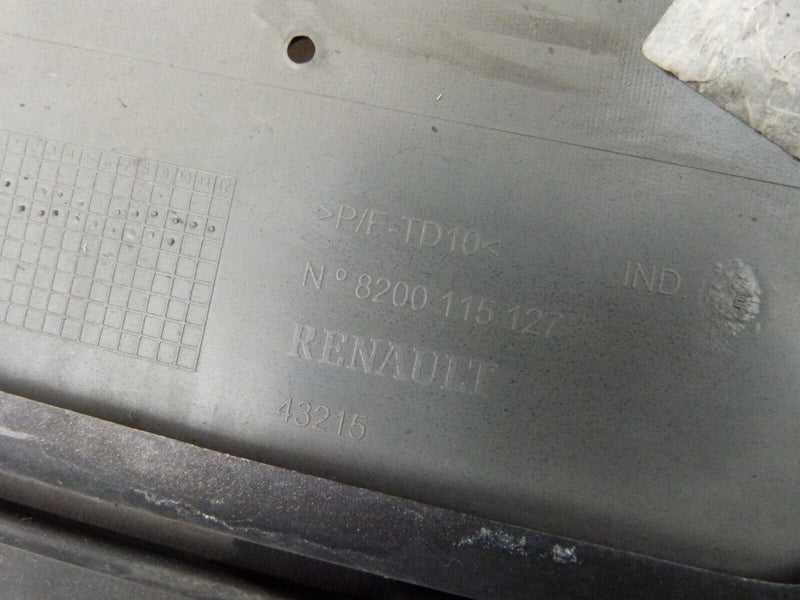 >P/E-TD10<
N° 8200 115 127
IND.
RENAULT
43215